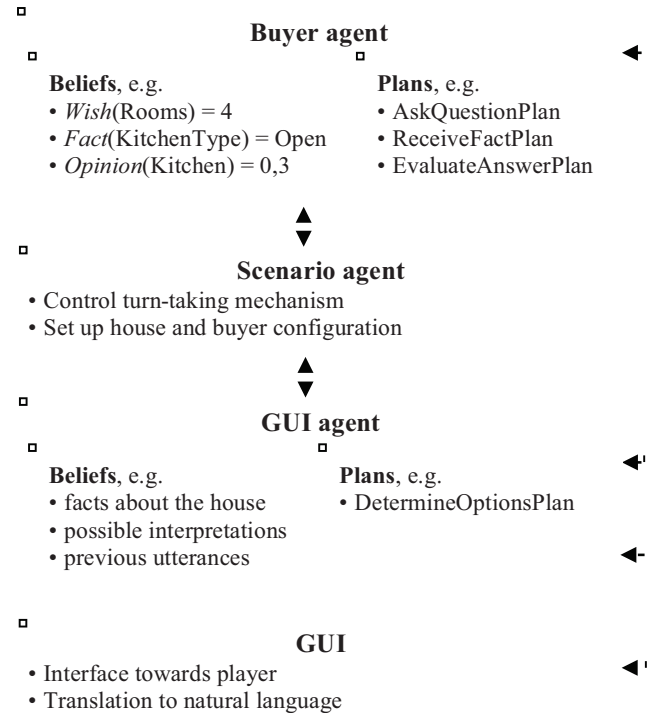 Buyer agent
Beliefs, e.g.
• Wish(Rooms) = 4
• Fact(KitchenType) = Open
• Opinion(Kitchen) = 0,3
Plans, e.g.
• AskQuestionPlan
• ReceiveFactPlan
• EvaluateAnswerPlan
Scenario agent
• Control turn-taking mechanism
• Set up house and buyer configuration
GUI agent
Beliefs, e.g.
• facts about the house
• possible interpretations
• previous utterances
Plans, e.g.
• DetermineOptionsPlan
GUI
• Interface towards player
• Translation to natural language